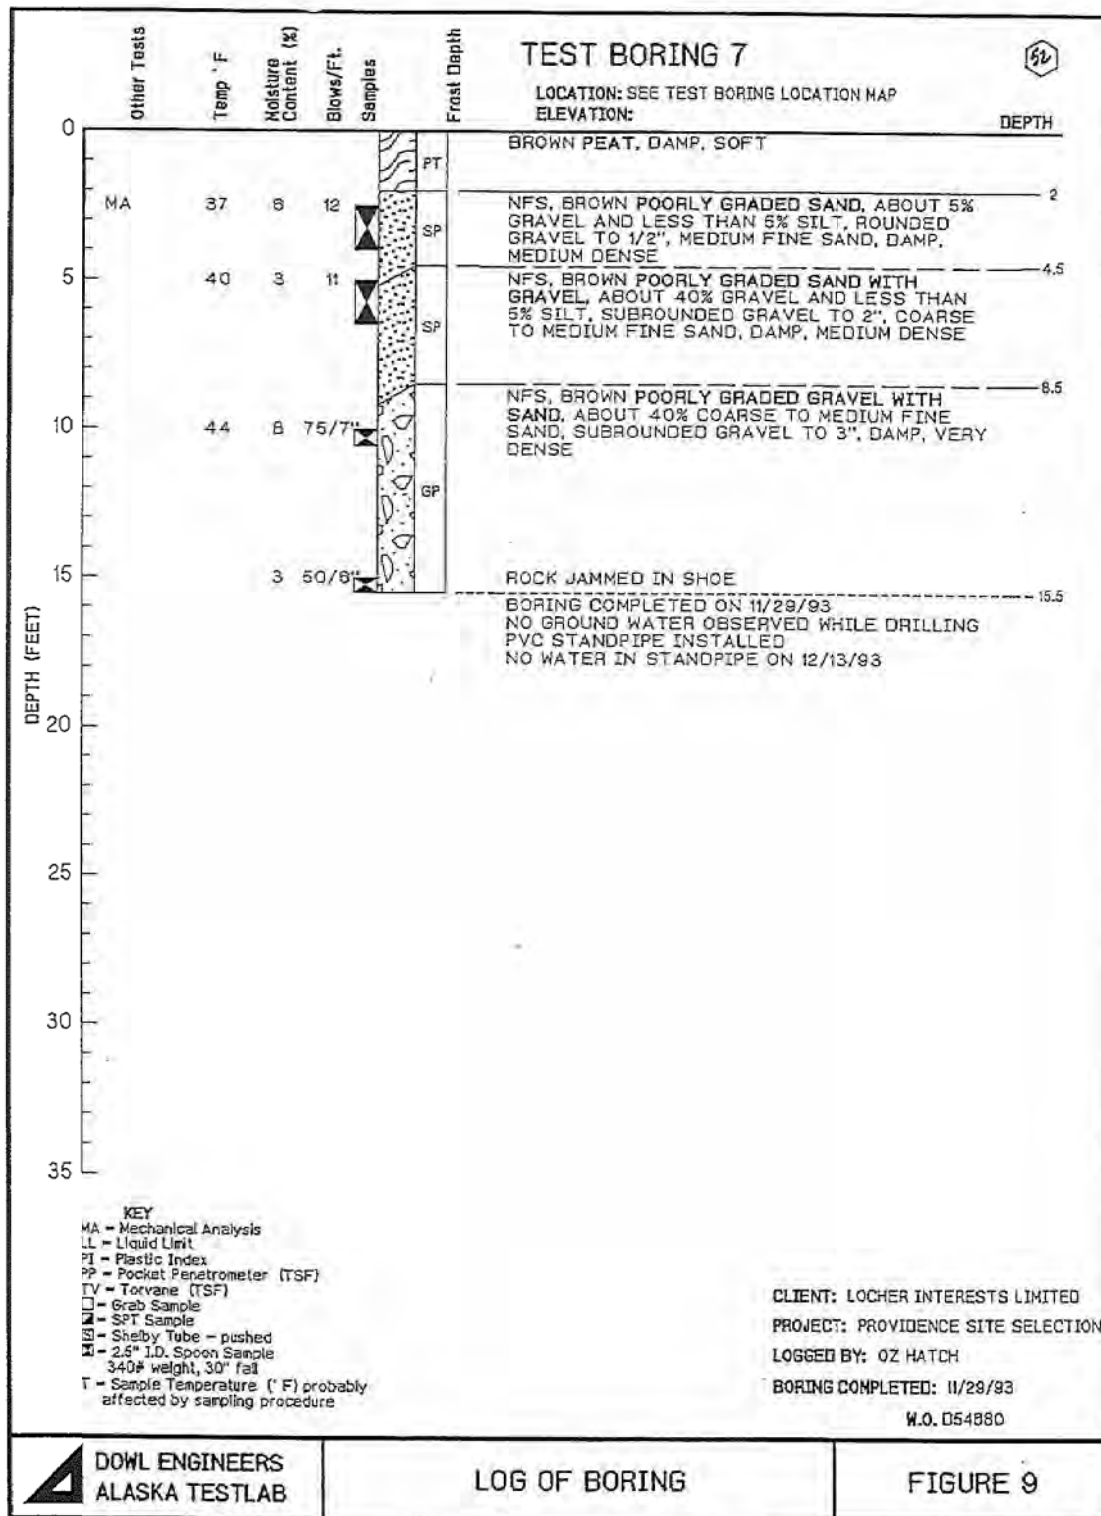 TEST BORING 7
52
LOCATION: SEE TEST BORING LOCATION MAP
ELEVATION:
DEPTH
Other Tests
Temp °F
Moisture Content (%)
Blows/Ft.
Samples
Frost Depth
0
BROWN PEAT, DAMP, SOFT
PT
2
MA 37 8 12
SP
NFS, BROWN POORLY GRADED SAND, ABOUT 5%
GRAVEL AND LESS THAN 5% SILT, ROUNDED
GRAVEL TO 1/2", MEDIUM FINE SAND, DAMP,
MEDIUM DENSE
4.5
5
40 3 11
SP
NFS, BROWN POORLY GRADED SAND WITH
GRAVEL, ABOUT 40% GRAVEL AND LESS THAN
5% SILT, SUBROUNDED GRAVEL TO 2", COARSE
TO MEDIUM FINE SAND, DAMP, MEDIUM DENSE
8.5
10
44 8 75/7"
GP
NFS, BROWN POORLY GRADED GRAVEL WITH
SAND, ABOUT 40% COARSE TO MEDIUM FINE
SAND, SUBROUNDED GRAVEL TO 3", DAMP, VERY
DENSE
15
3 50/6"
ROCK JAMMED IN SHOE
15.5
BORING COMPLETED ON 11/29/93
NO GROUND WATER OBSERVED WHILE DRILLING
PVC STANDPIPE INSTALLED
NO WATER IN STANDPIPE ON 12/13/93
DEPTH (FEET)
20
25
30
35
KEY
MA - Mechanical Analysis
LL - Liquid Limit
PI - Plastic Index
PP - Pocket Penetrometer (TSF)
TV - Torvane (TSF)
- Grab Sample
- SPT Sample
- Shelby Tube - pushed
- 2.5" I.D. Spoon Sample
340# weight, 30" fall
T - Sample Temperature (°F) probably
affected by sampling procedure
CLIENT: LOCHER INTERESTS LIMITED
PROJECT: PROVIDENCE SITE SELECTION
LOGGED BY: OZ HATCH
BORING COMPLETED: 11/29/93
W.O. D54880
DOWL ENGINEERS
ALASKA TESTLAB
LOG OF BORING
FIGURE 9